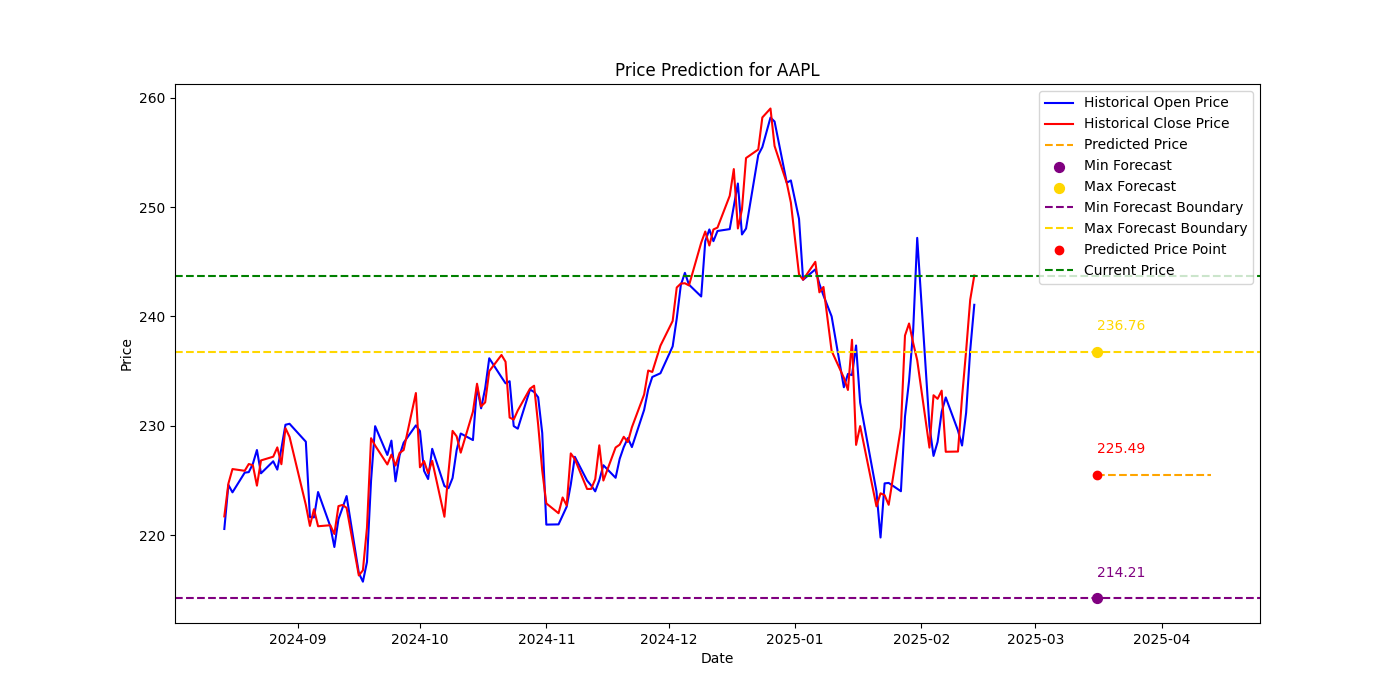 Price Prediction for AAPL
260
250
240
230
220
Price
Historical Open Price
Historical Close Price
Predicted Price
Min Forecast
Max Forecast
Min Forecast Boundary
Max Forecast Boundary
Predicted Price Point
Current Price
236.76
225.49
214.21
2024-09
2024-10
2024-11
2024-12
2025-01
2025-02
2025-03
2025-04
Date